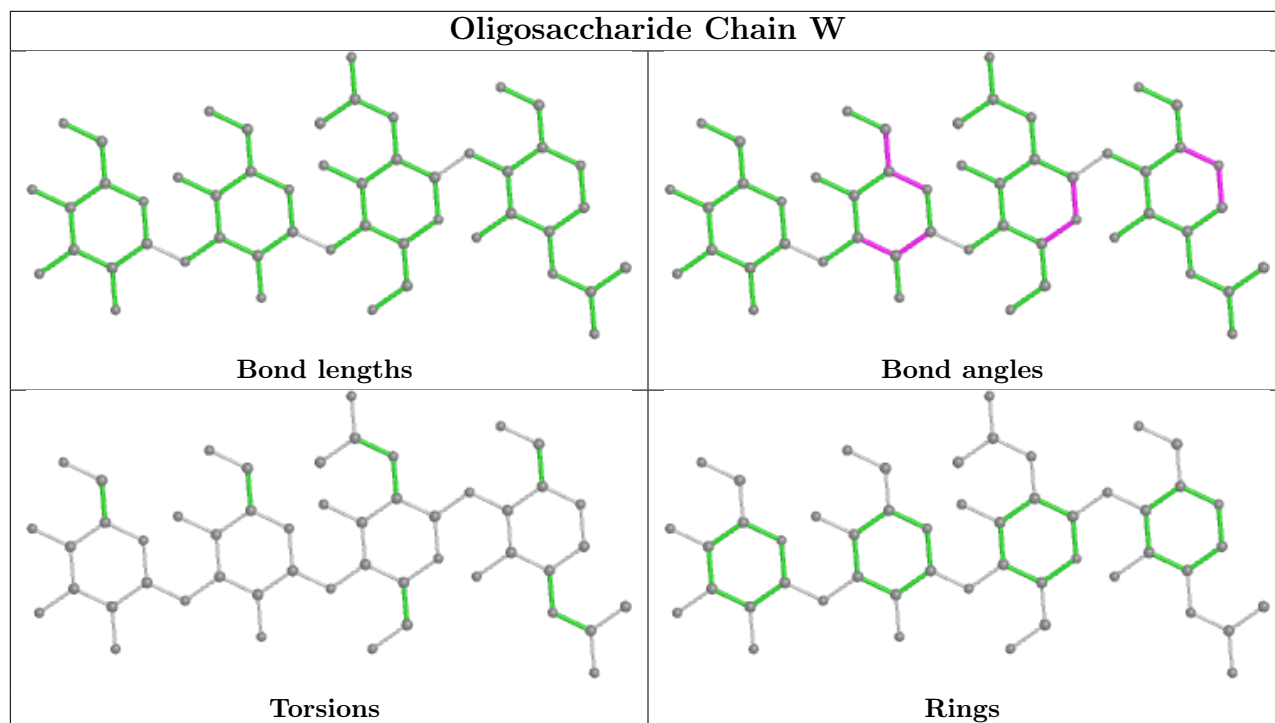 Oligosaccharide Chain W
Bond lengths
Bond angles
Torsions
Rings